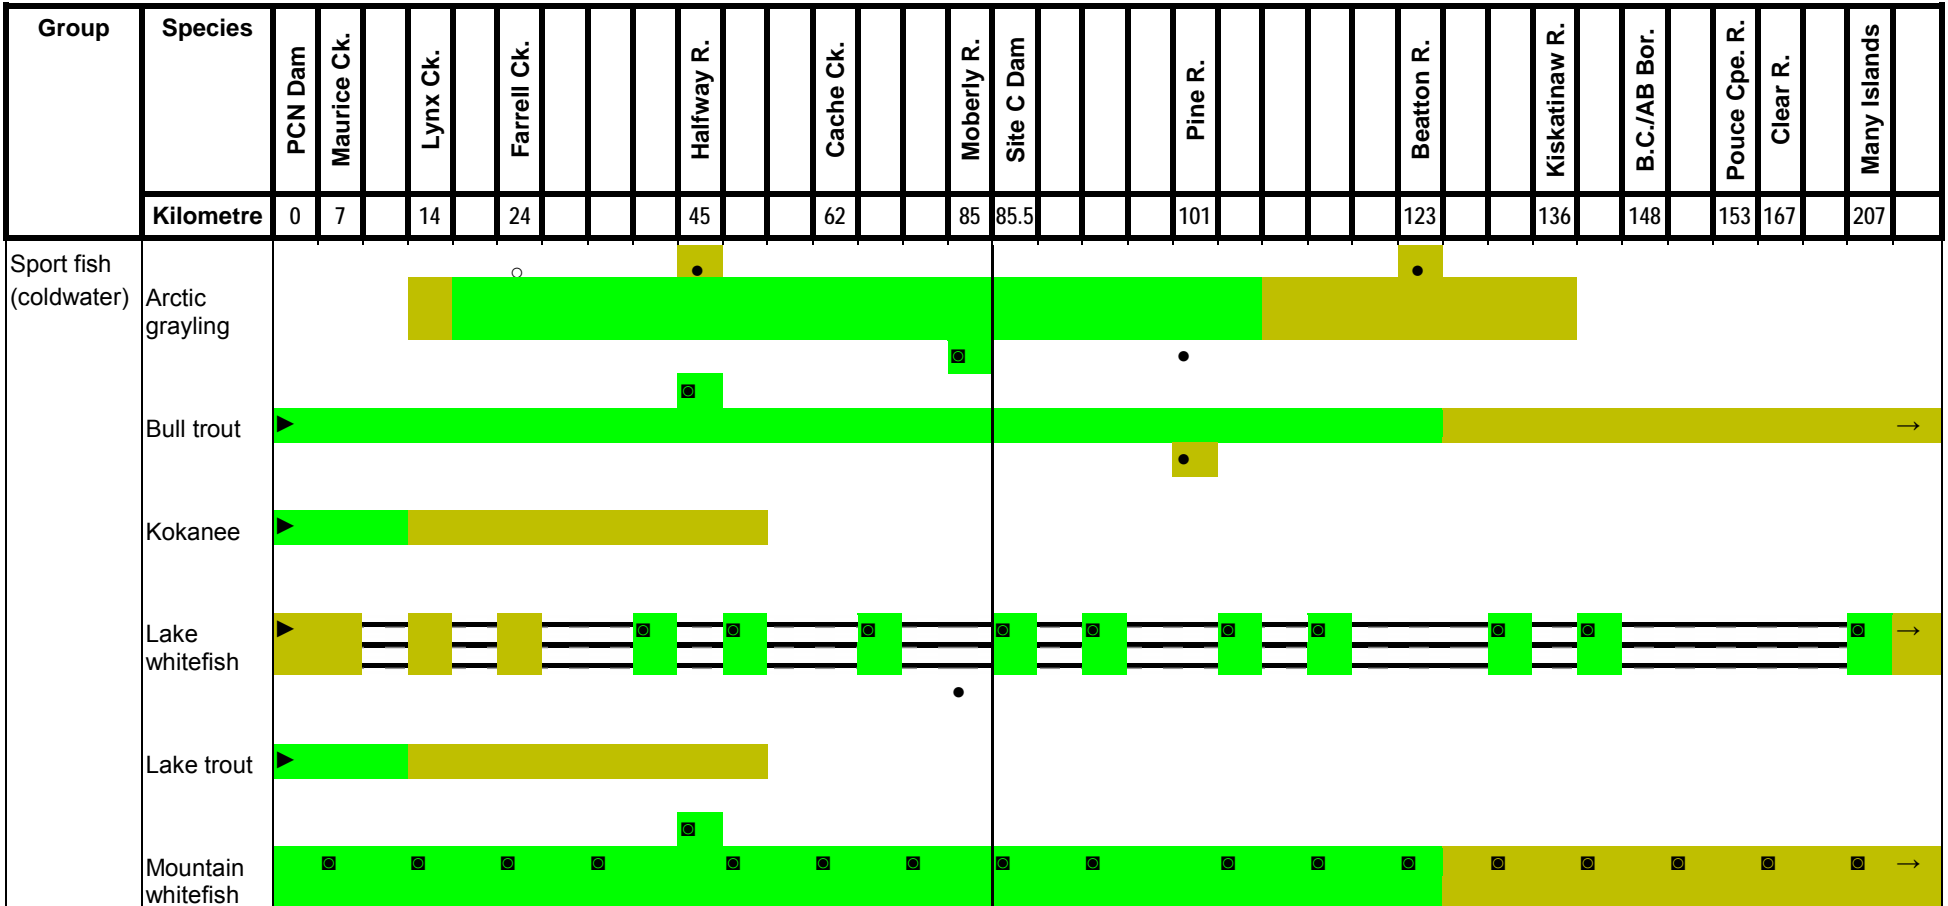 Group
Species
PCN Dam
Maurice Ck.
Lynx Ck.
Farrell Ck.
Halfway R.
Cache Ck.
Moberly R.
Site C Dam
Pine R.
Beatton R.
Kiskatinaw R.
B.C./AB Bor.
Pouce Cpe. R.
Clear R.
Many Islands
Kilometre 0 7 14 24 45 62 85 85.5 101 123 136 148 153 167 207
Sport fish
(coldwater)
Arctic
grayling
Bull trout
Kokanee
Lake
whitefish
Lake trout
Mountain
whitefish